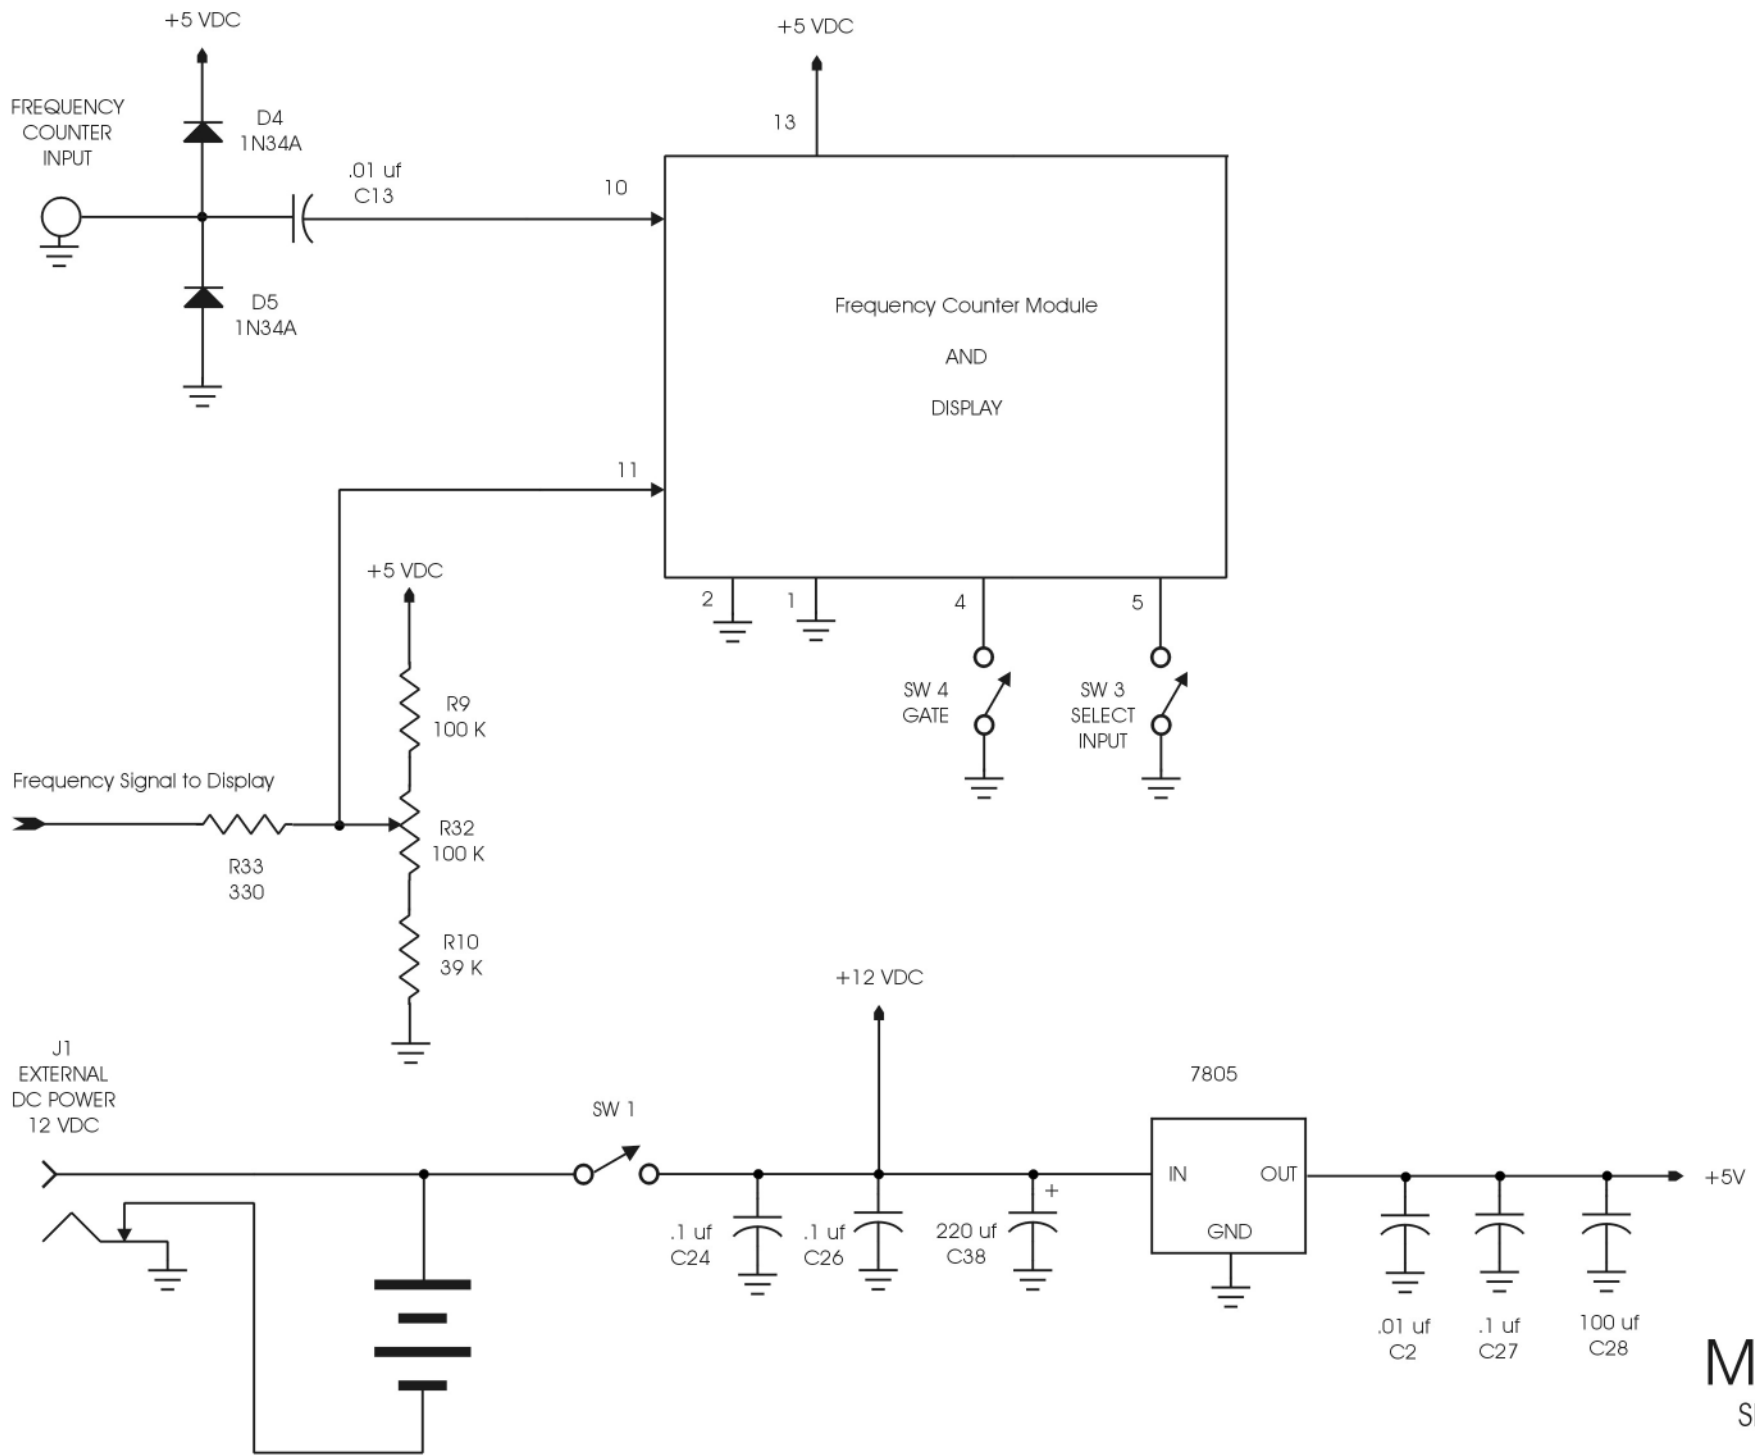 +5 VDC
+5 VDC
FREQUENCY
COUNTER
INPUT
D4
1N34A
13
.01 uf
C13
10
D5
1N34A
Frequency Counter Module
AND
DISPLAY
11
+5 VDC
2
1
4
5
R9
100 K
SW 4
GATE
SW 3
SELECT
INPUT
Frequency Signal to Display
R33
330
R32
100 K
R10
39 K
+12 VDC
J1
EXTERNAL
DC POWER
12 VDC
SW 1
7805
IN
OUT
GND
+5V
+
.1 uf
C24
.1 uf
C26
220 uf
C38
.01 uf
C2
.1 uf
C27
100 uf
C28